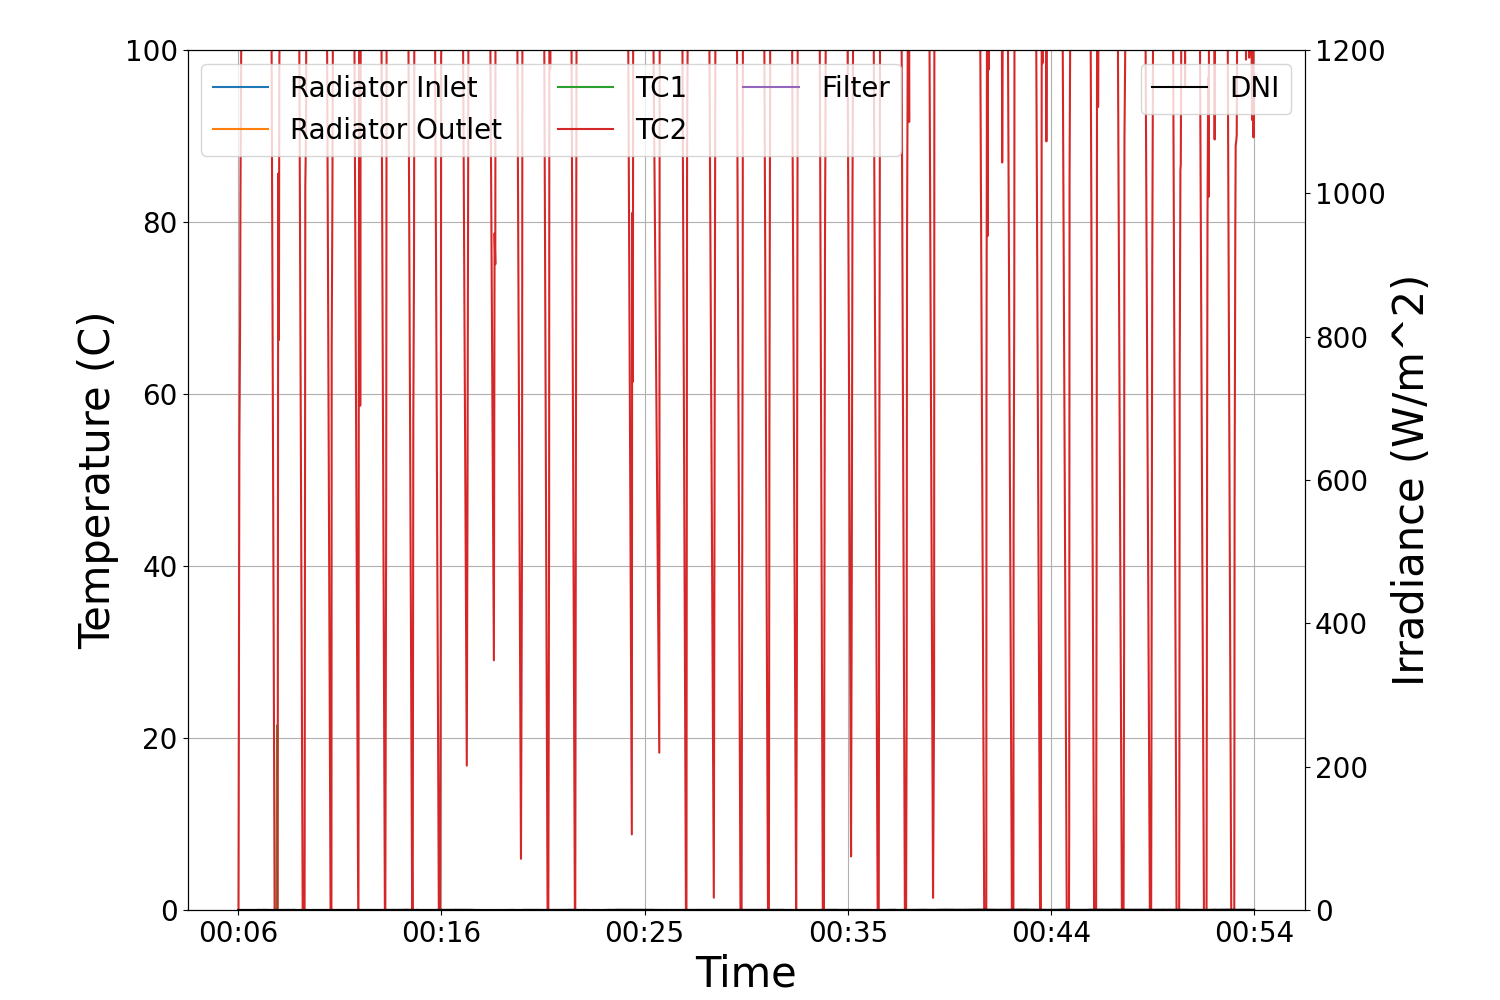 Radiator Inlet
Radiator Outlet
TC1
TC2
Filter
DNI
Temperature (C)
100
80
60
40
20
0
1200
1000
800
600
400
200
0
Irradiance (W/m^2)
00:06 00:16 00:25 00:35 00:44 00:54
Time